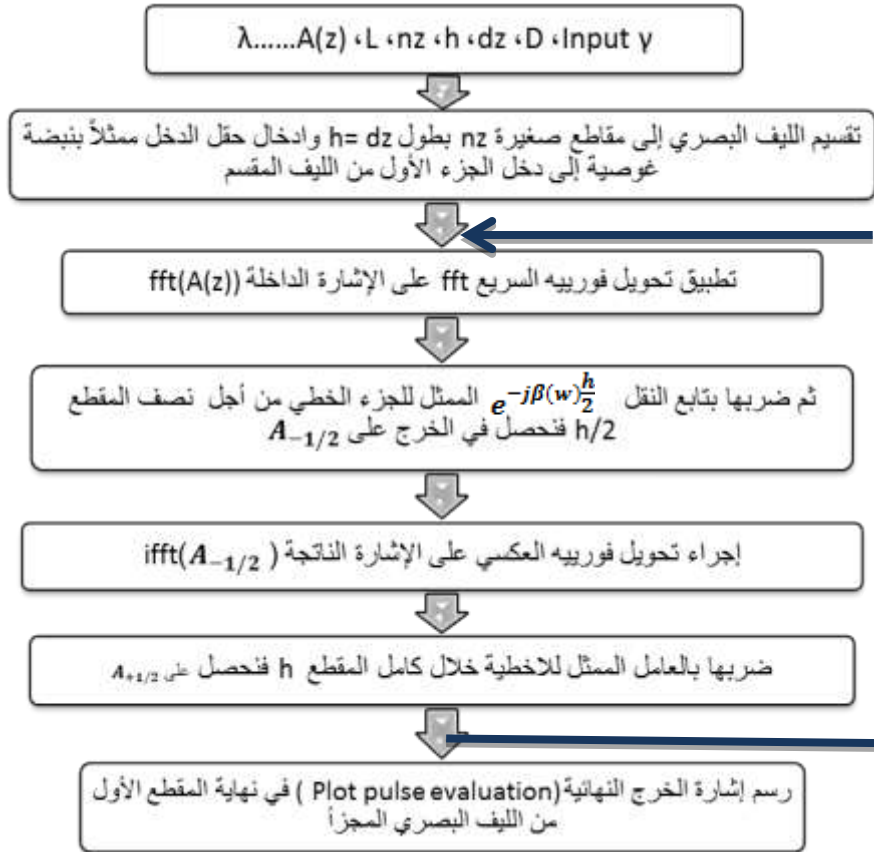 λ......A(z) ،L ،nz ،h ،dz ،D ،Input γ
تقسيم الليف البصري إلى مقاطع صغيرة nz بطول h= dz وادخال حقل الدخل ممثلاً بنبضة
غوصية إلى دخل الجزء الأول من الليف المقسم
تطبيق تحويل فورييه السريع fft على الإشارة الداخلة fft(A(z))
ثم ضربها بتابع النقل $e^{-j\beta(w)\frac{h}{2}}$ الممثل للجزء الخطي من أجل نصف المقطع
h/2 فنحصل في الخرج على $A_{-1/2}$
إجراء تحويل فورييه العكسي على الإشارة الناتجة ifft($A_{-1/2}$ )
ضربها بالعامل الممثل للاخطية خلال كامل المقطع h فنحصل على $A_{+1/2}$
رسم إشارة الخرج النهائية (Plot pulse evaluation ) في نهاية المقطع الأول
من الليف البصري المجزأ